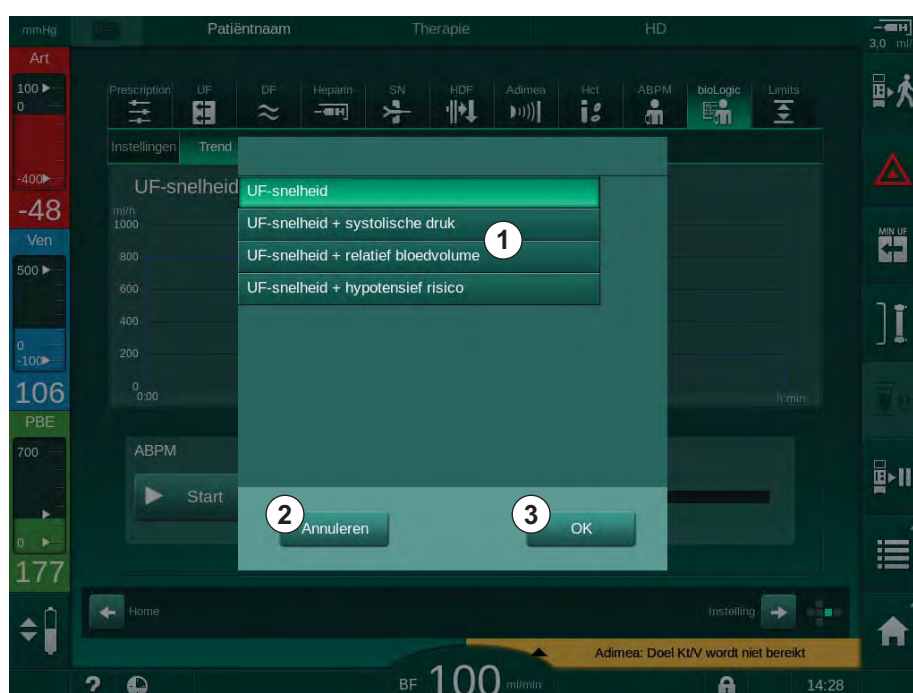 mmHg Patiëntnaam Therapie HD
3,0 ml/
Art
100
0
-400
-48
Ven
500
0
-100
106
PBE
700
0
177
Prescription UF DF Heparin SN HDF Adimea Hct ABPM bioLogic Limits
Instellingen Trend
UF-snelheid
ml/h
1000
800
600
400
200
0
0:00 h:min
UF-snelheid
UF-snelheid + systolische druk
1
UF-snelheid + relatief bloedvolume
UF-snelheid + hypotensief risico
ABPM
Start
2 Annuleren 3 OK
MIN UF
Home Instelling
Adimea: Doel Kt/V wordt niet bereikt
? BF 100 ml/min 14:28